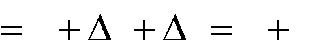 = + Δ + Δ = +